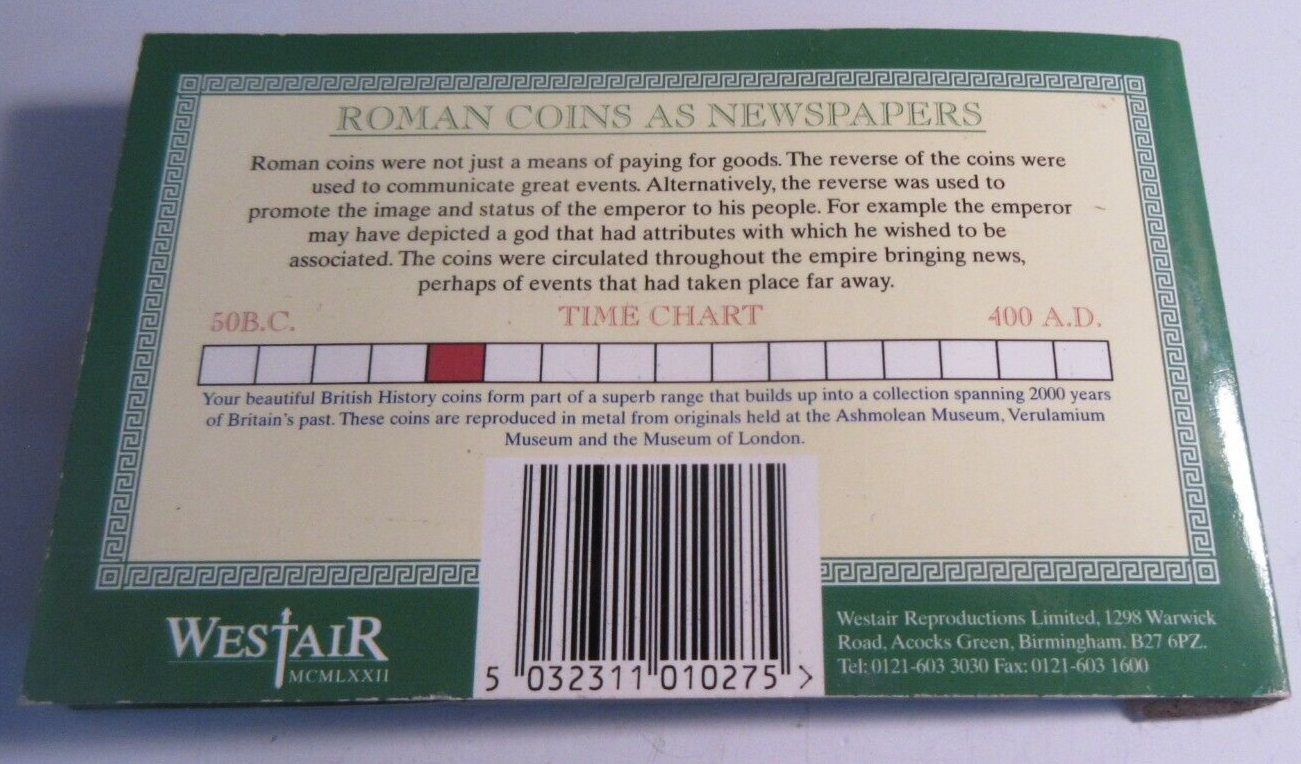 ROMAN COINS AS NEWSPAPERS
Roman coins were not just a means of paying for goods. The reverse of the coins were
used to communicate great events. Alternatively, the reverse was used to
promote the image and status of the emperor to his people. For example the emperor
may have depicted a god that had attributes with which he wished to be
associated. The coins were circulated throughout the empire bringing news,
perhaps of events that had taken place far away.
50B.C. TIME CHART 400 A.D.
Your beautiful British History coins form part of a superb range that builds up into a collection spanning 2000 years
of Britain's past. These coins are reproduced in metal from originals held at the Ashmolean Museum, Verulamium
Museum and the Museum of London.
WESTAIR
MCMLXXII
5 032311 010275 >
Westair Reproductions Limited, 1298 Warwick
Road, Acocks Green, Birmingham. B27 6PZ.
Tel: 0121-603 3030 Fax: 0121-603 1600